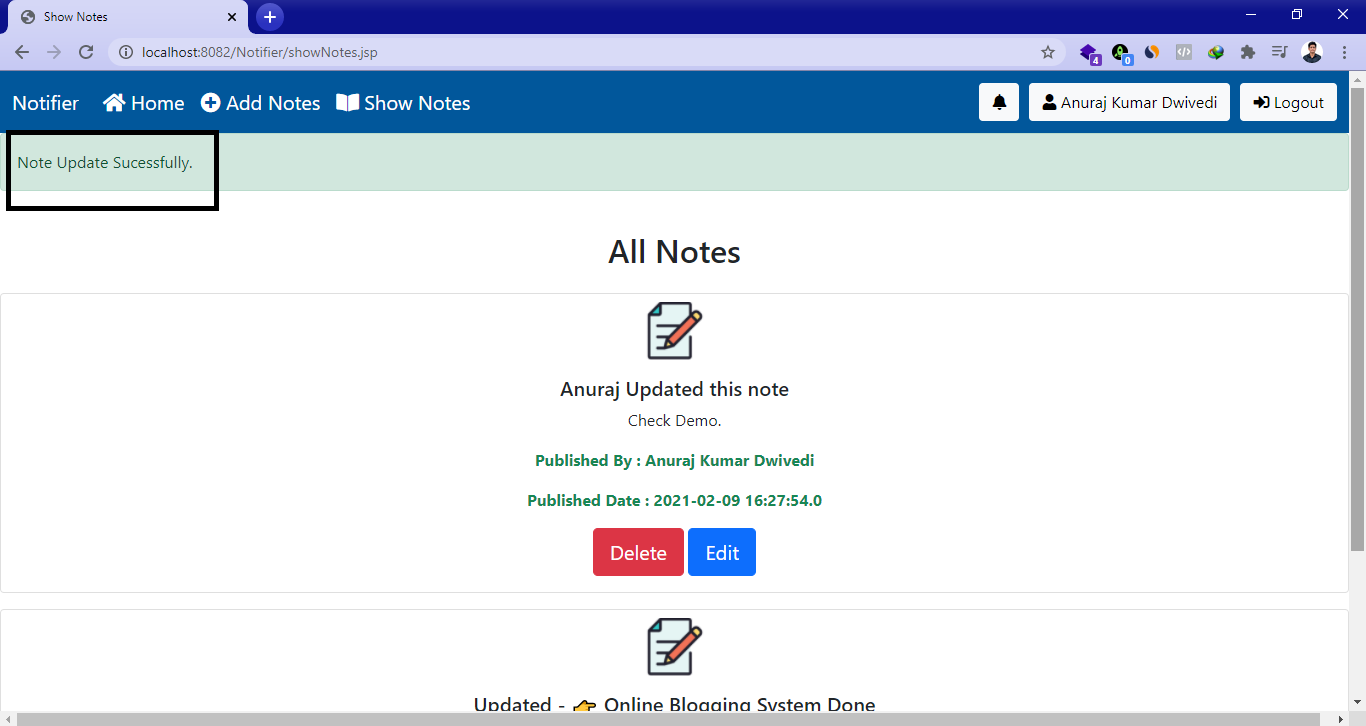 Show Notes
localhost:8082/Notifier/showNotes.jsp
4
0
Notifier Home Add Notes Show Notes Anuraj Kumar Dwivedi Logout
Note Update Sucessfully.
All Notes
Anuraj Updated this note
Check Demo.
Published By : Anuraj Kumar Dwivedi
Published Date : 2021-02-09 16:27:54.0
Delete Edit
Updated - 👉 Online Blogging System Done